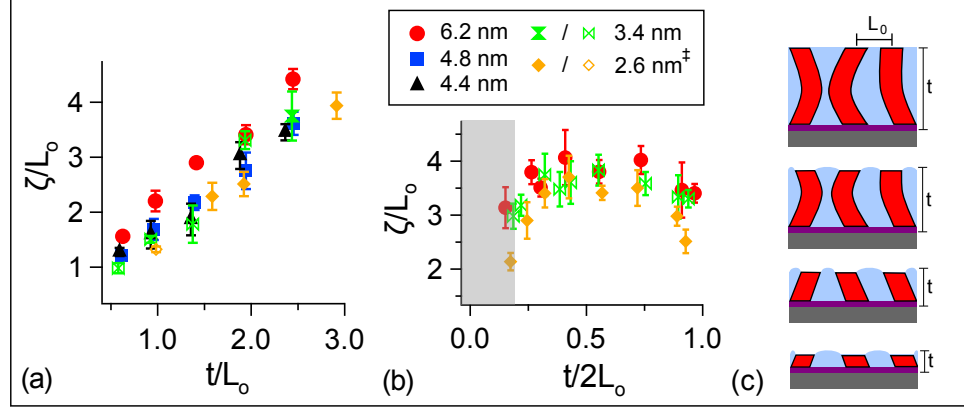 6.2 nm
4.8 nm
4.4 nm
/ 3.4 nm
/ 2.6 nm‡
ζ/Lo
4
3
2
1
1.0
2.0
3.0
t/Lo
(a)
ζ/Lo
4
3
2
0.0
0.5
1.0
t/2Lo
(b)
L0
t
t
t
t
(c)